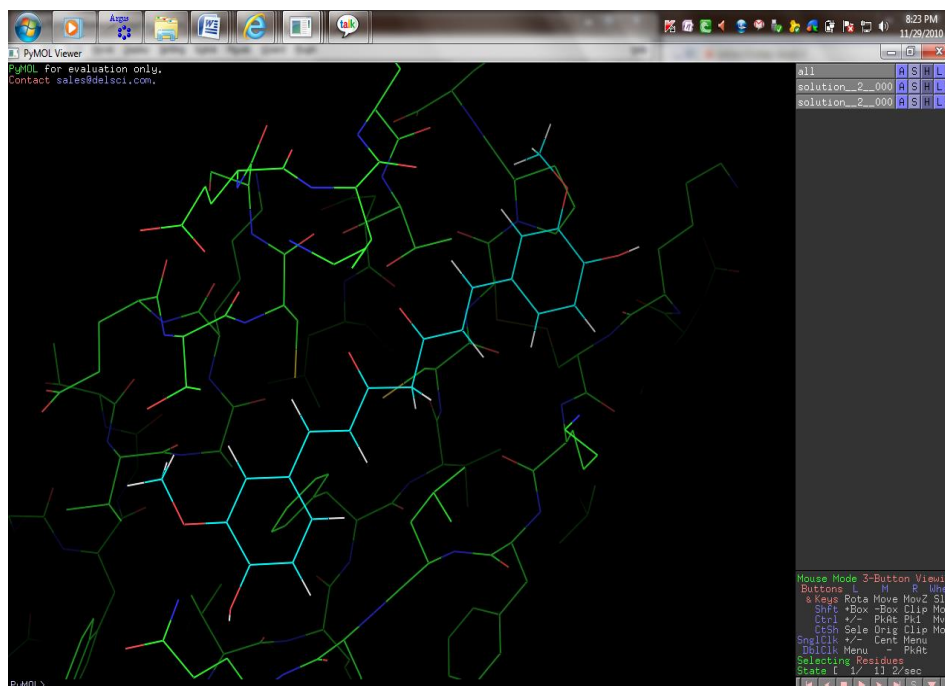 Argus
talk
8:23 PM
11/29/2010
PyMOL Viewer
PyMOL for evaluation only.
Contact sales@delsci.com.
all A S H L
solution__2__000 A S H L
solution__2__000 A S H L
Mouse Mode 3-Button Viewi
Buttons L M R Whe
& Keys Rota Move MovZ Sl
Shft +Box -Box Clip Mo
Ctrl +/- PkAt Pk1 Mv
CtSh Sele Orig Clip Mo
SnglClk +/- Cent Menu
DblClk Menu - PkAt
Selecting Residues
State [ 1/ 1] 2/sec
S
PyMOL>